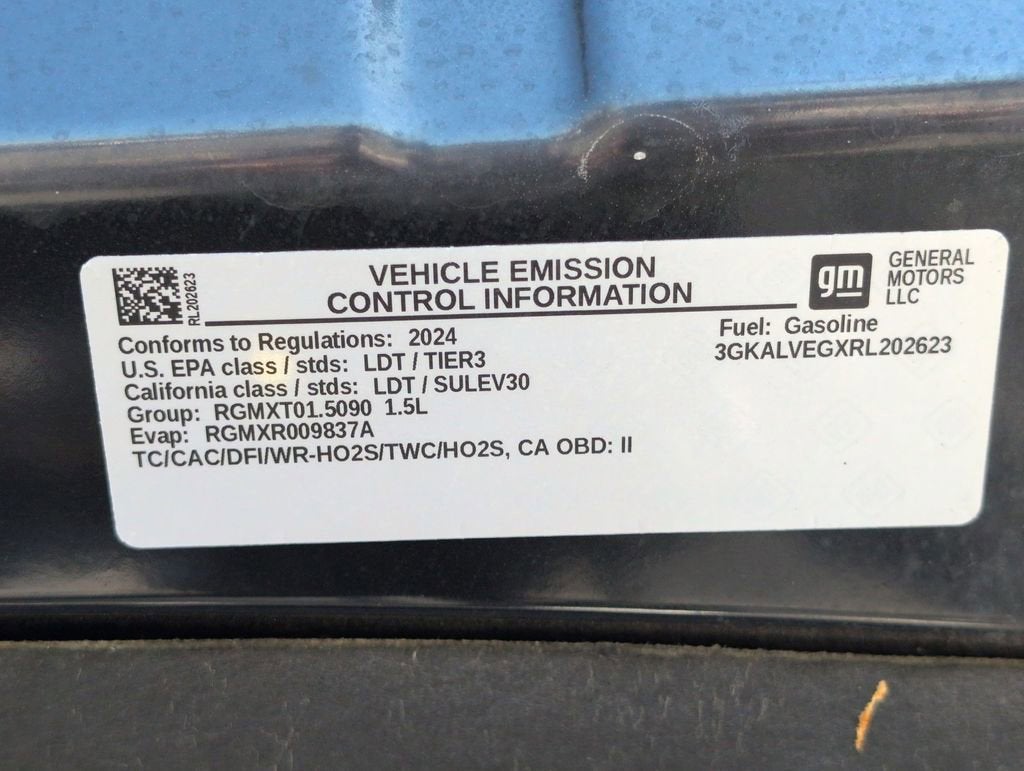 RL202623
VEHICLE EMISSION
CONTROL INFORMATION
gm
GENERAL
MOTORS
LLC
Conforms to Regulations: 2024
U.S. EPA class / stds: LDT / TIER3
California class / stds: LDT / SULEV30
Group: RGMXT01.5090 1.5L
Evap: RGMXR009837A
TC/CAC/DFI/WR-HO2S/TWC/HO2S, CA OBD: II
Fuel: Gasoline
3GKALVEGXRL202623